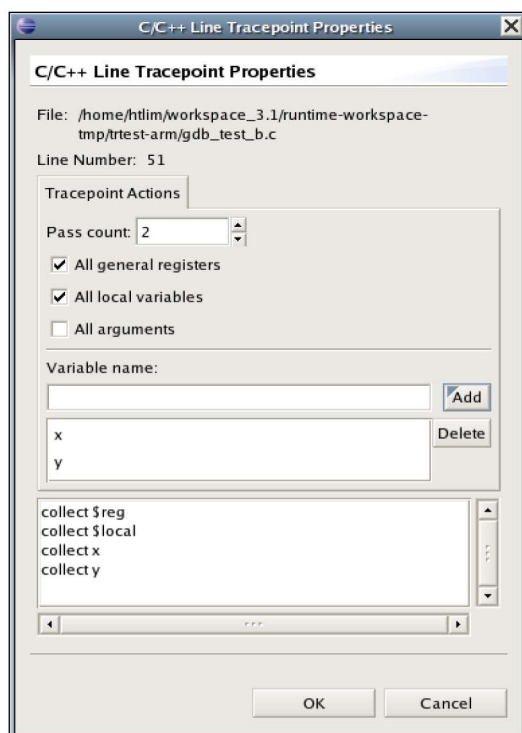 C/C++ Line Tracepoint Properties
C/C++ Line Tracepoint Properties
File: /home/htlim/workspace_3.1/runtime-workspace-
tmp/trtest-arm/gdb_test_b.c
Line Number: 51
Tracepoint Actions
Pass count: 2
All general registers
All local variables
All arguments
Variable name:
Add
x
Delete
y
collect $reg
collect $local
collect x
collect y
OK Cancel